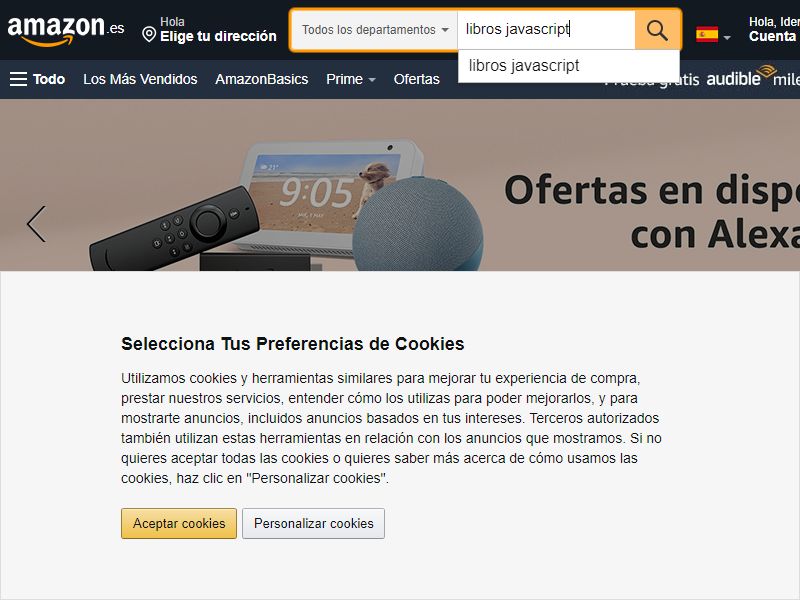 amazon.es
Hola
Elige tu dirección
Todos los departamentos
libros javascript
Hola, Iden
Cuenta
libros javascript
Todo
Los Más Vendidos
AmazonBasics
Prime
Ofertas
Prueba gratis
audible
mile
9:05
Ofertas en dispo
con Alexa
Selecciona Tus Preferencias de Cookies
Utilizamos cookies y herramientas similares para mejorar tu experiencia de compra,
prestar nuestros servicios, entender cómo los utilizas para poder mejorarlos, y para
mostrarte anuncios, incluidos anuncios basados en tus intereses. Terceros autorizados
también utilizan estas herramientas en relación con los anuncios que mostramos. Si no
quieres aceptar todas las cookies o quieres saber más acerca de cómo usamos las
cookies, haz clic en "Personalizar cookies".
Aceptar cookies
Personalizar cookies